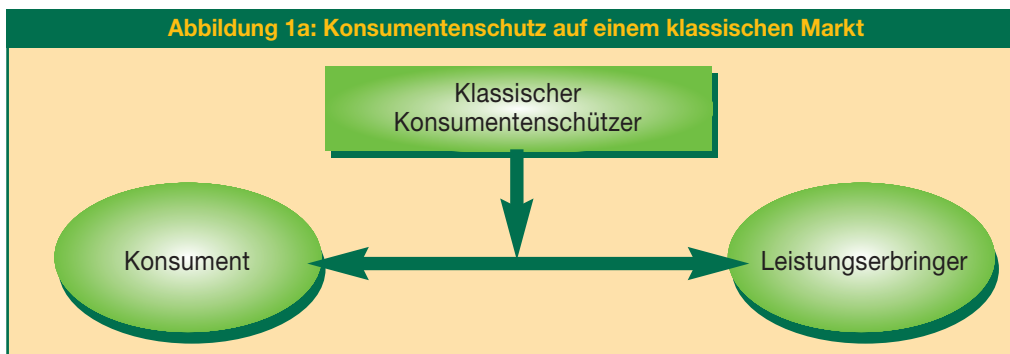 Abbildung 1a: Konsumentenschutz auf einem klassischen Markt
Klassischer
Konsumentenschützer
Konsument
Leistungserbringer